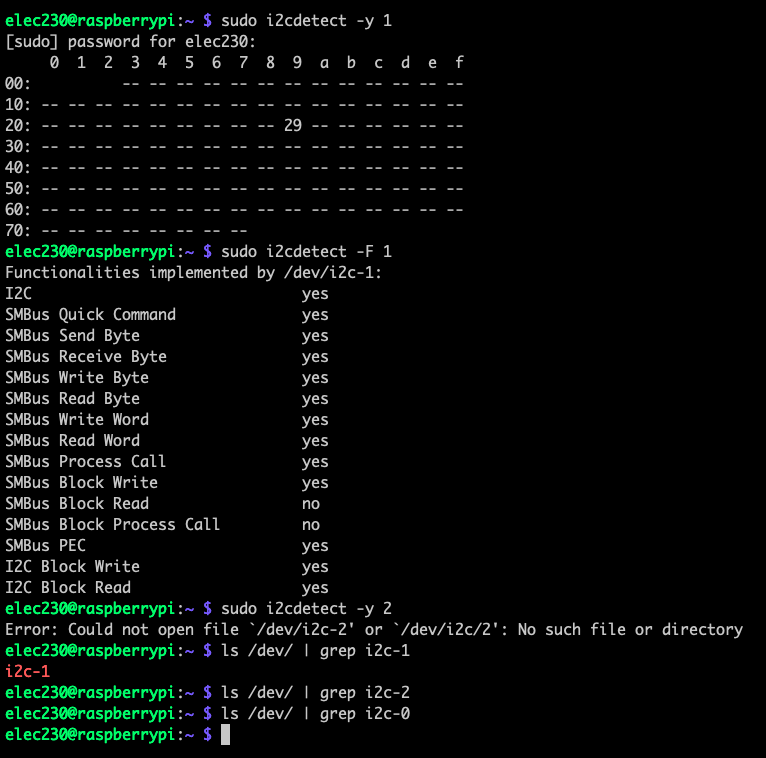 elec230@raspberrypi:~ $ sudo i2cdetect -y 1
[sudo] password for elec230:
     0  1  2  3  4  5  6  7  8  9  a  b  c  d  e  f
00:          -- -- -- -- -- -- -- -- -- -- -- -- --
10: -- -- -- -- -- -- -- -- -- -- -- -- -- -- -- --
20: -- -- -- -- -- -- -- -- -- 29 -- -- -- -- -- --
30: -- -- -- -- -- -- -- -- -- -- -- -- -- -- -- --
40: -- -- -- -- -- -- -- -- -- -- -- -- -- -- -- --
50: -- -- -- -- -- -- -- -- -- -- -- -- -- -- -- --
60: -- -- -- -- -- -- -- -- -- -- -- -- -- -- -- --
70: -- -- -- -- -- -- -- --
elec230@raspberrypi:~ $ sudo i2cdetect -F 1
Functionalities implemented by /dev/i2c-1:
I2C                              yes
SMBus Quick Command              yes
SMBus Send Byte                  yes
SMBus Receive Byte               yes
SMBus Write Byte                 yes
SMBus Read Byte                  yes
SMBus Write Word                 yes
SMBus Read Word                  yes
SMBus Process Call               yes
SMBus Block Write                yes
SMBus Block Read                 no
SMBus Block Process Call         no
SMBus PEC                        yes
I2C Block Write                  yes
I2C Block Read                   yes
elec230@raspberrypi:~ $ sudo i2cdetect -y 2
Error: Could not open file `/dev/i2c-2' or `/dev/i2c/2': No such file or directory
elec230@raspberrypi:~ $ ls /dev/ | grep i2c-1
i2c-1
elec230@raspberrypi:~ $ ls /dev/ | grep i2c-2
elec230@raspberrypi:~ $ ls /dev/ | grep i2c-0
elec230@raspberrypi:~ $